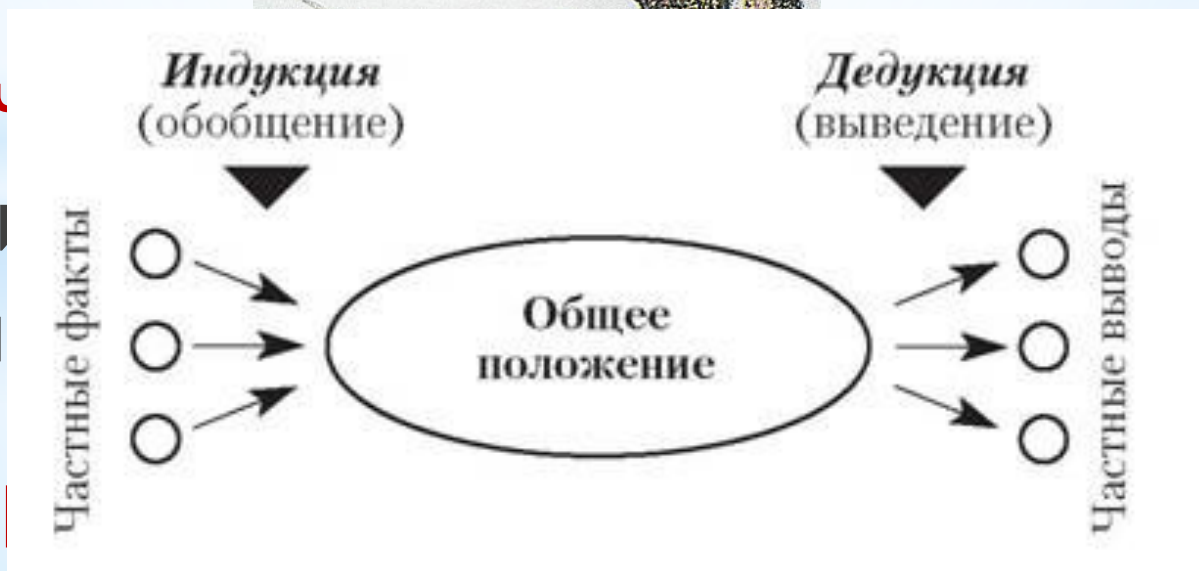 Индукция
(обобщение)
Дедукция
(выведение)
Частные факты
Общее
положение
Частные выводы